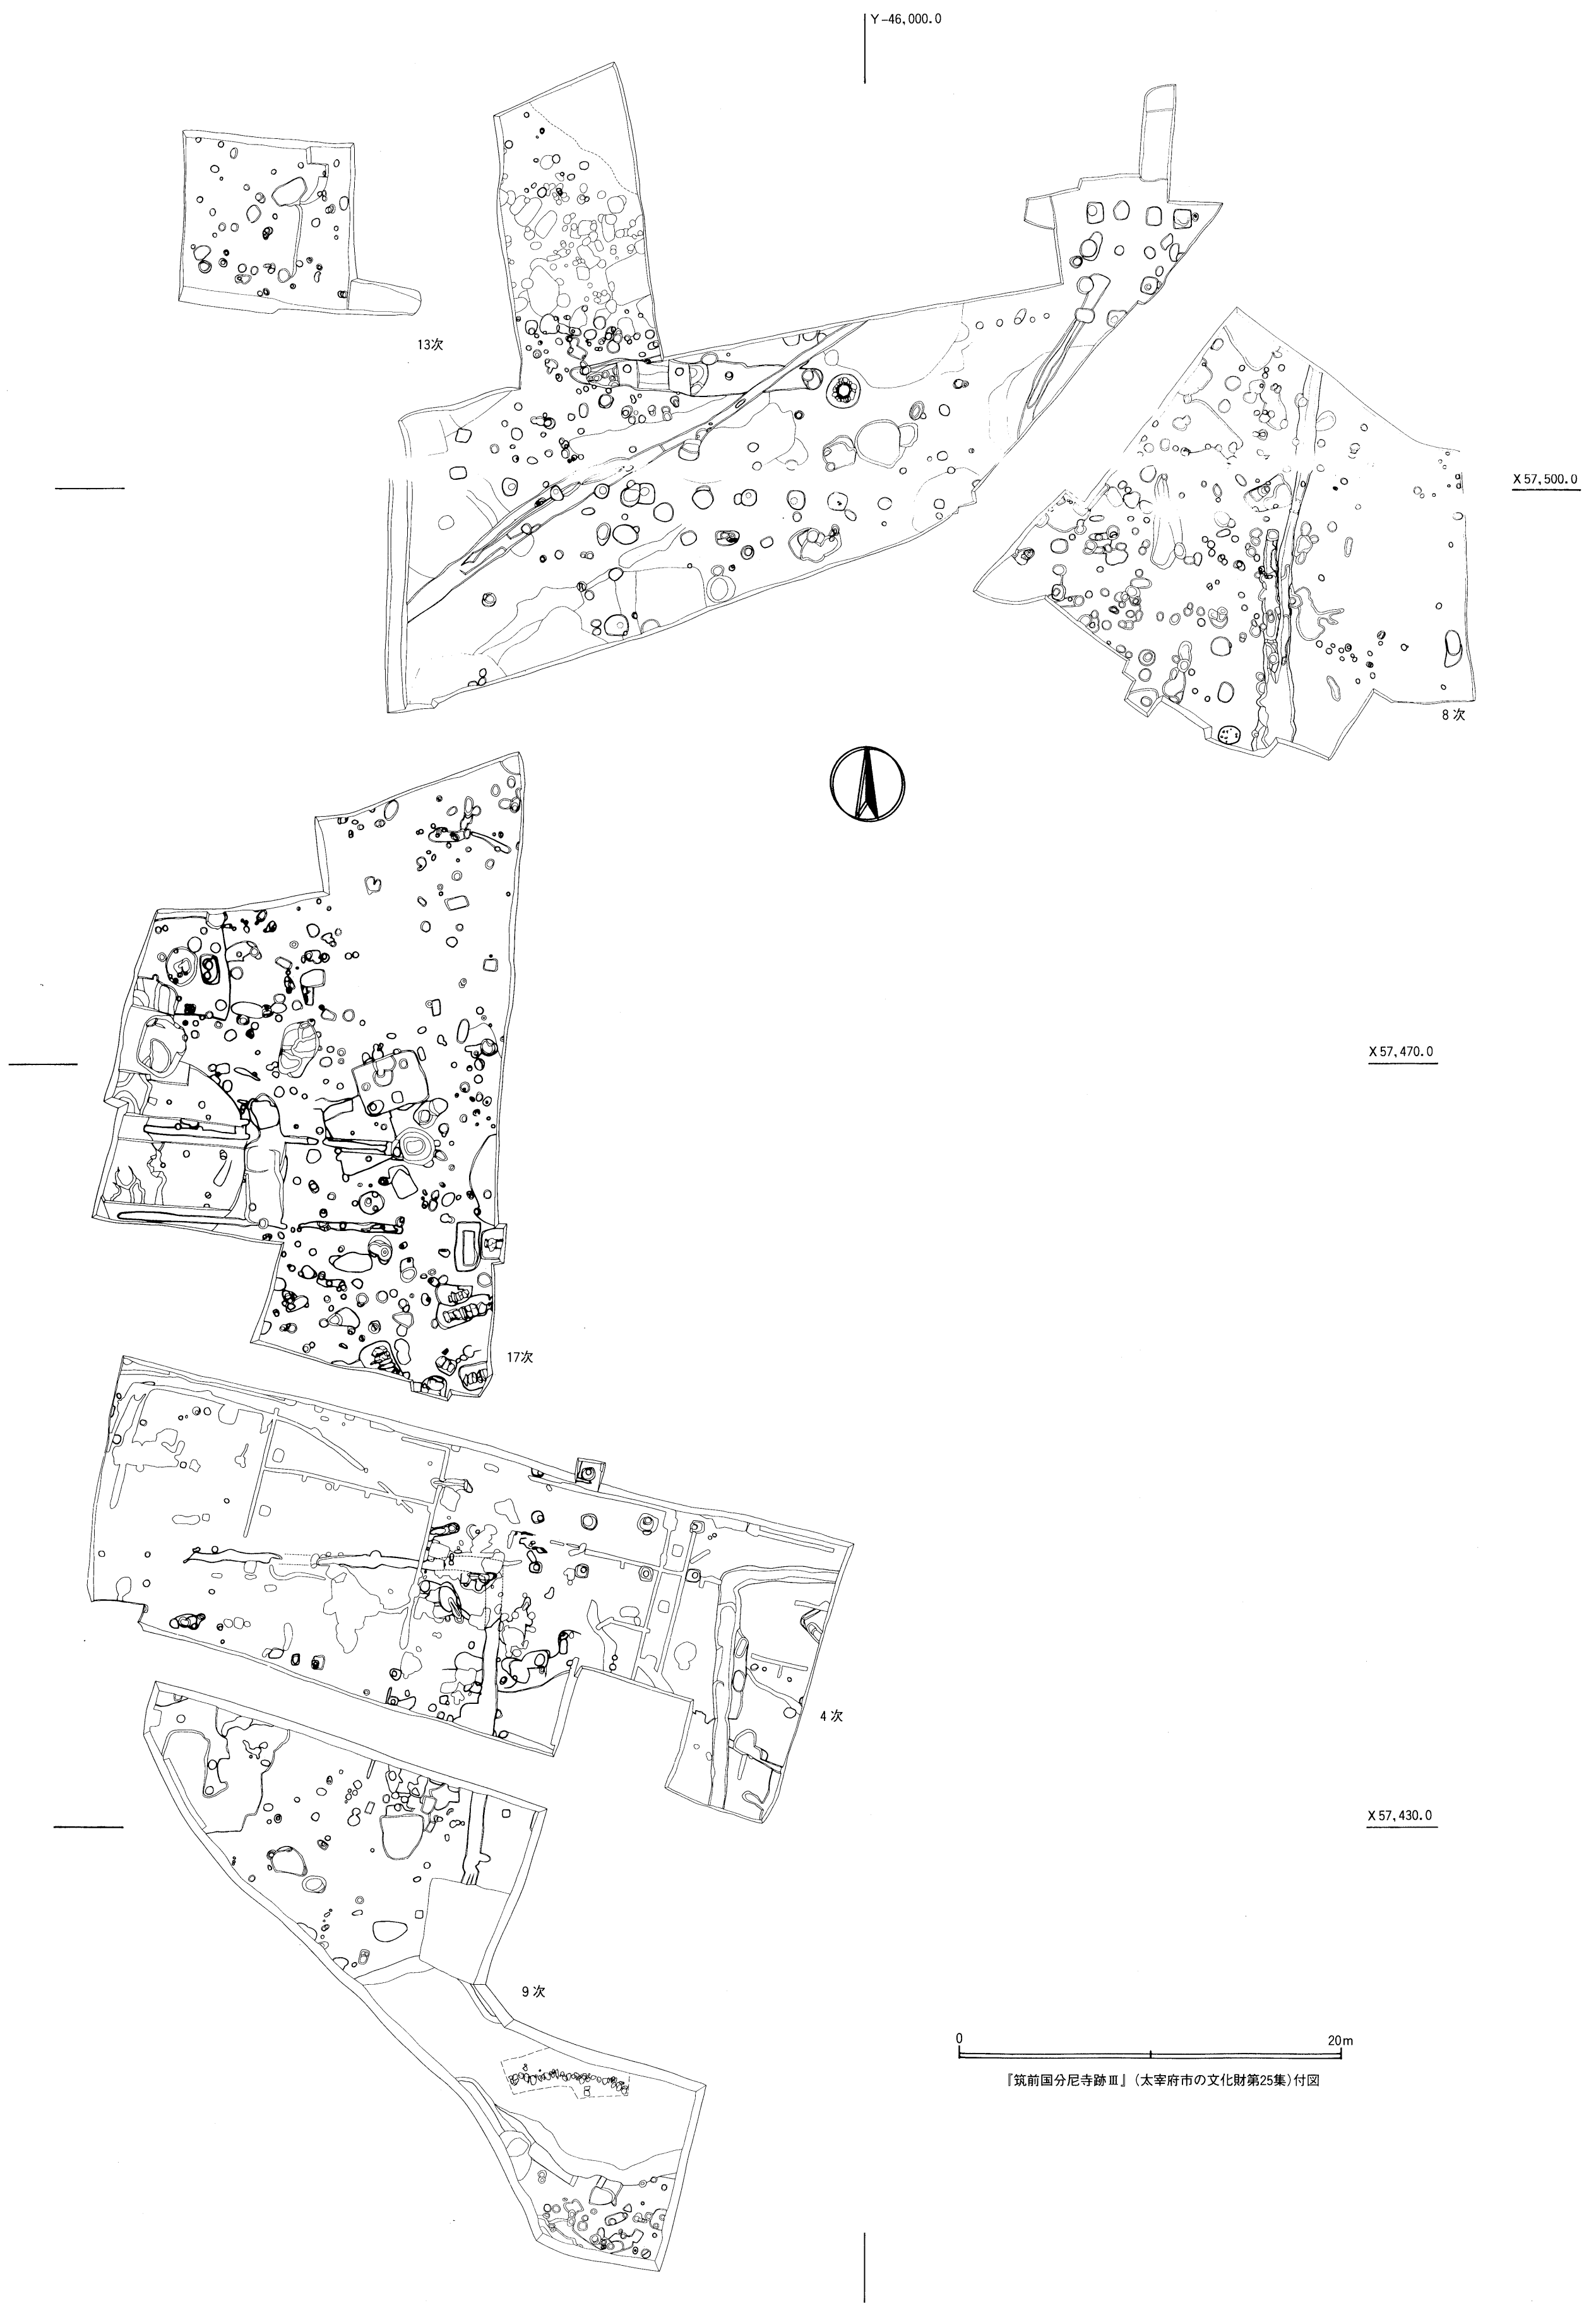 Y-46,000.0
13次
X 57,500.0
8次
X 57,470.0
17次
4次
X 57,430.0
9次
0 20m
『筑前国分尼寺跡Ⅲ』(太宰府市の文化財第25集)付図